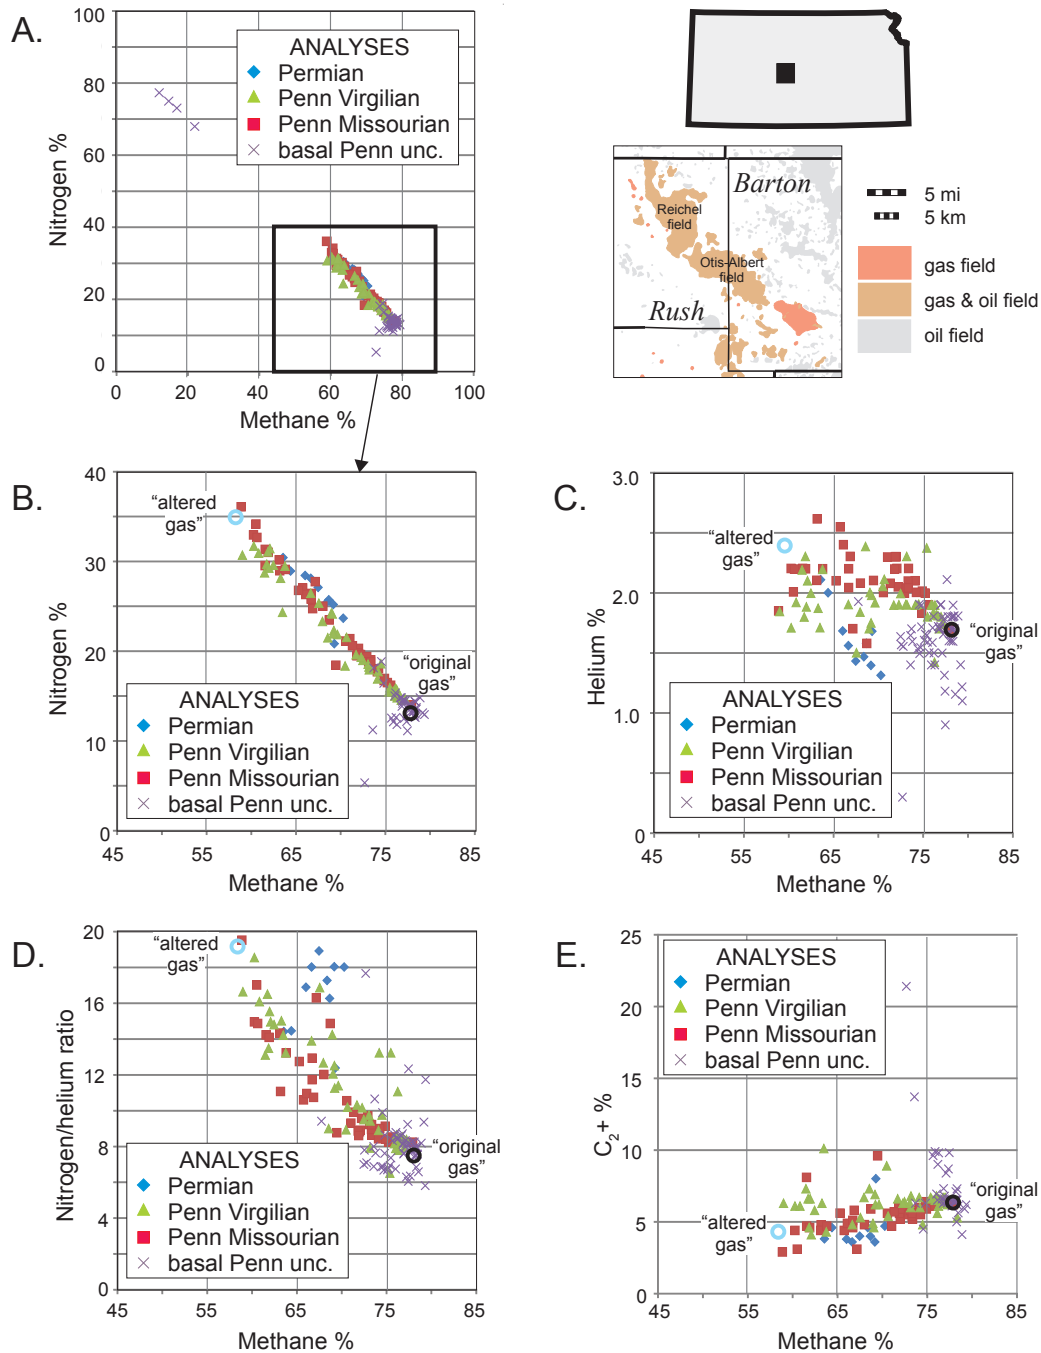 A.
100
80
60
40
20
0
Nitrogen %
ANALYSES
Permian
Penn Virgilian
Penn Missourian
basal Penn unc.
0 20 40 60 80 100
Methane %
Barton
Reichel
field
Otis-Albert
field
Rush
5 mi
5 km
gas field
gas & oil field
oil field
B.
40
30
20
10
0
Nitrogen %
“altered
gas”
“original
gas”
ANALYSES
Permian
Penn Virgilian
Penn Missourian
basal Penn unc.
45 55 65 75 85
Methane %
C.
3.0
2.0
1.0
0
Helium %
“altered
gas”
“original
gas”
ANALYSES
Permian
Penn Virgilian
Penn Missourian
basal Penn unc.
45 55 65 75 85
Methane %
D.
20
16
12
8
4
0
Nitrogen/helium ratio
“altered
gas”
“original
gas”
ANALYSES
Permian
Penn Virgilian
Penn Missourian
basal Penn unc.
45 55 65 75 85
Methane %
E.
25
20
15
10
5
0
C2+ %
ANALYSES
Permian
Penn Virgilian
Penn Missourian
basal Penn unc.
“altered
gas”
“original
gas”
45 55 65 75 85
Methane %